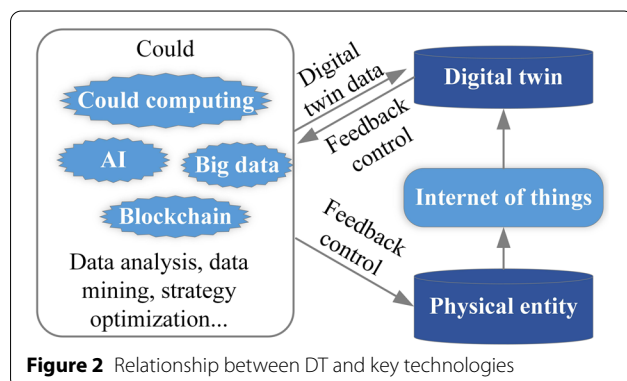 Could
Could computing
AI
Big data
Blockchain
Data analysis, data
mining, strategy
optimization...
Digital
twin data
Feedback
control
Feedback
control
Digital twin
Internet of things
Physical entity
Figure 2 Relationship between DT and key technologies